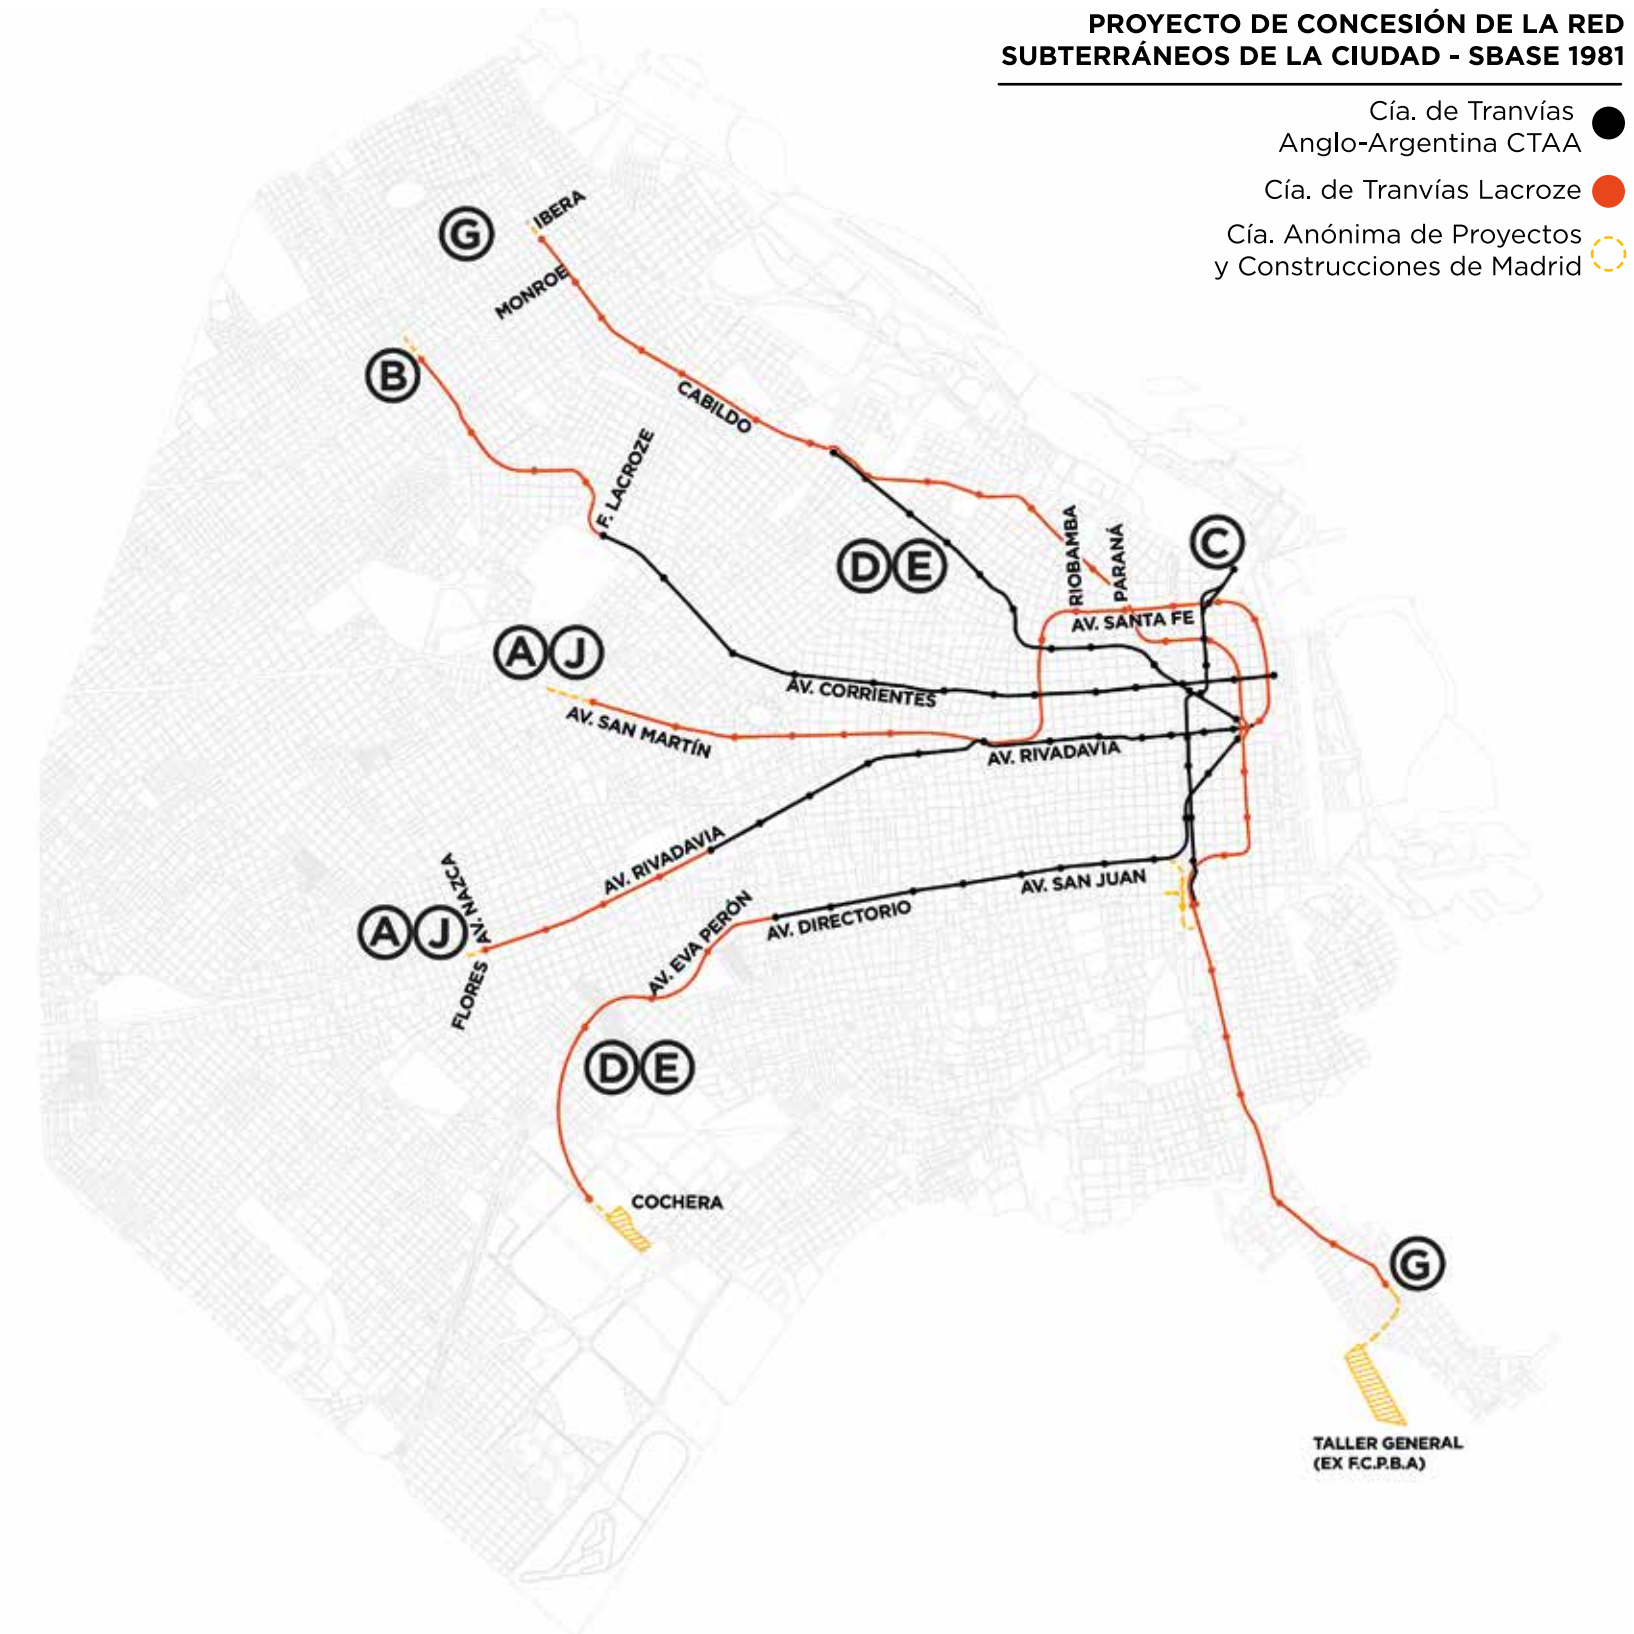 PROYECTO DE CONCESIÓN DE LA RED
SUBTERRÁNEOS DE LA CIUDAD - SBASE 1981
Cía. de Tranvías
Anglo-Argentina CTAA
Cía. de Tranvías Lacroze
Cía. Anónima de Proyectos
y Construcciones de Madrid
IBERA
G
MONROE
B
CABILDO
F. LACROZE
RIOBAMBA
PARANÁ
C
D E
AV. SANTA FE
A J
AV. CORRIENTES
AV. SAN MARTÍN
AV. RIVADAVIA
AV. RIVADAVIA
AV. NAZCA
AV. SAN JUAN
A J
AV. EVA PERÓN
AV. DIRECTORIO
FLORES
D E
COCHERA
G
TALLER GENERAL
(EX F.C.P.B.A)